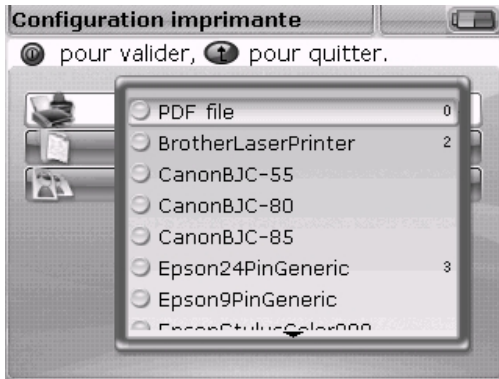 Configuration imprimante
pour valider, pour quitter.
PDF file 0
BrotherLaserPrinter 2
CanonBJC-55
CanonBJC-80
CanonBJC-85
Epson24PinGeneric 3
Epson9PinGeneric